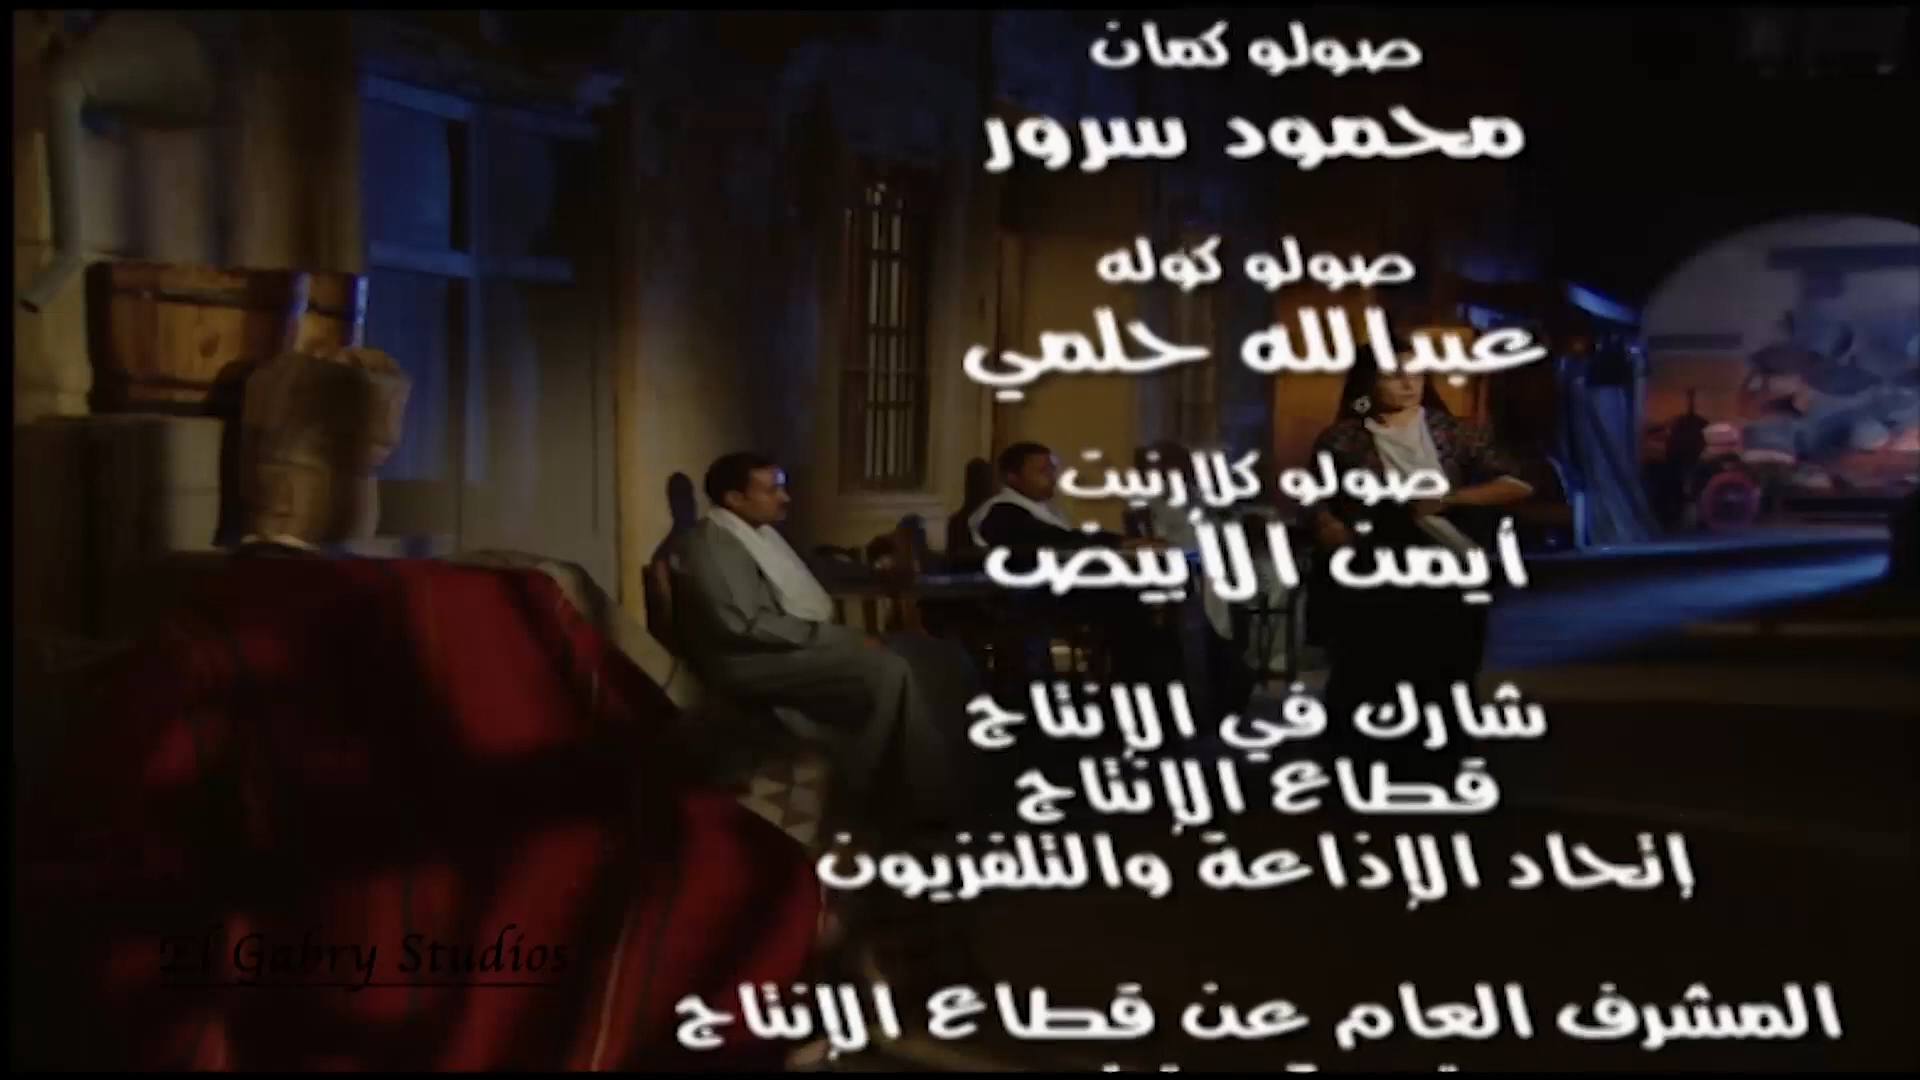 صولو كمان
محمود سرور
صولو كوله
عبدالله حلمي
صولو كلارنيت
أيمن الأبيض
شارك في الإنتاج
قطاع الإنتاج
إتحاد الإذاعة والتلفزيون
El Gabry Studios
المشرف العام عن قطاع الإنتاج